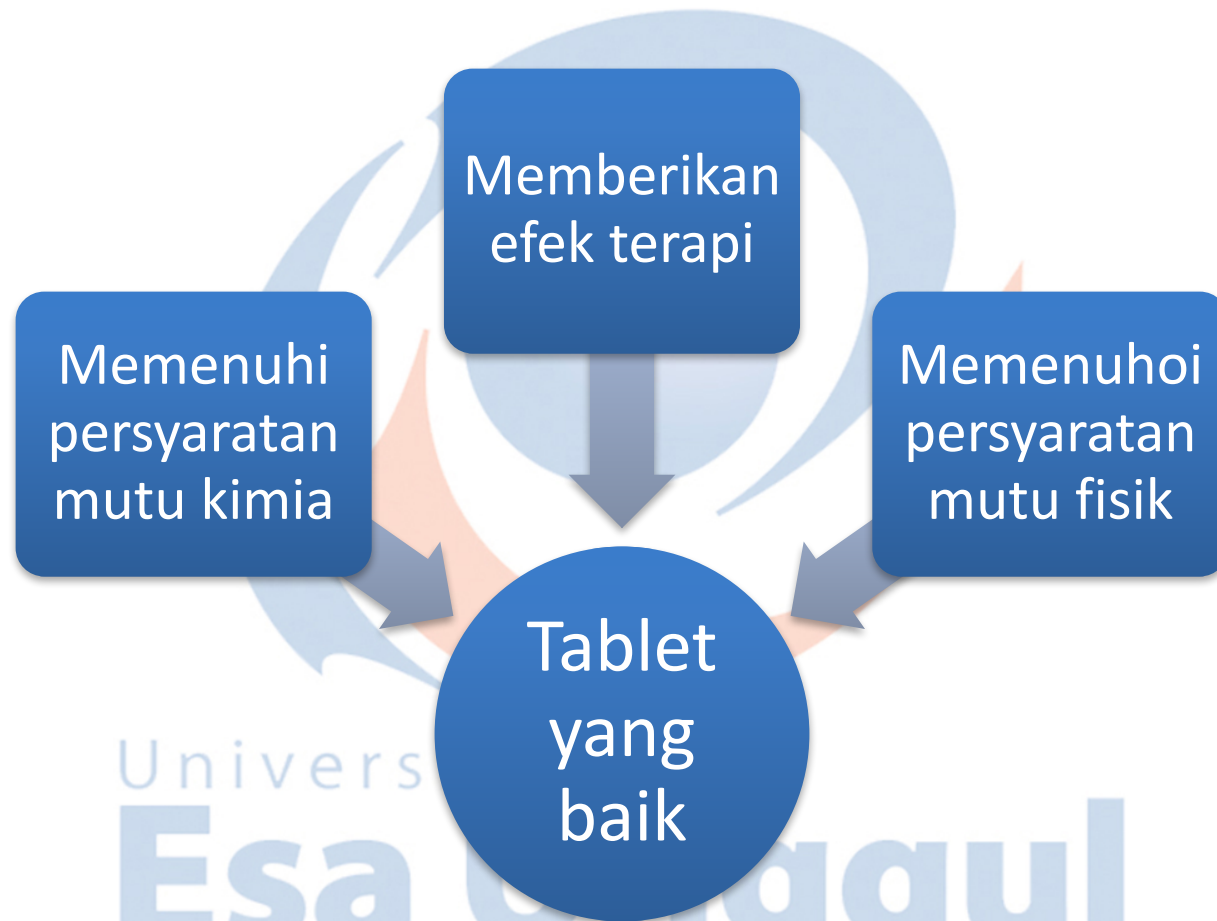 Memberikan
efek terapi
Memenuhi
persyaratan
mutu kimia
Memenuhoi
persyaratan
mutu fisik
Tablet
yang
baik
Univers
Esa